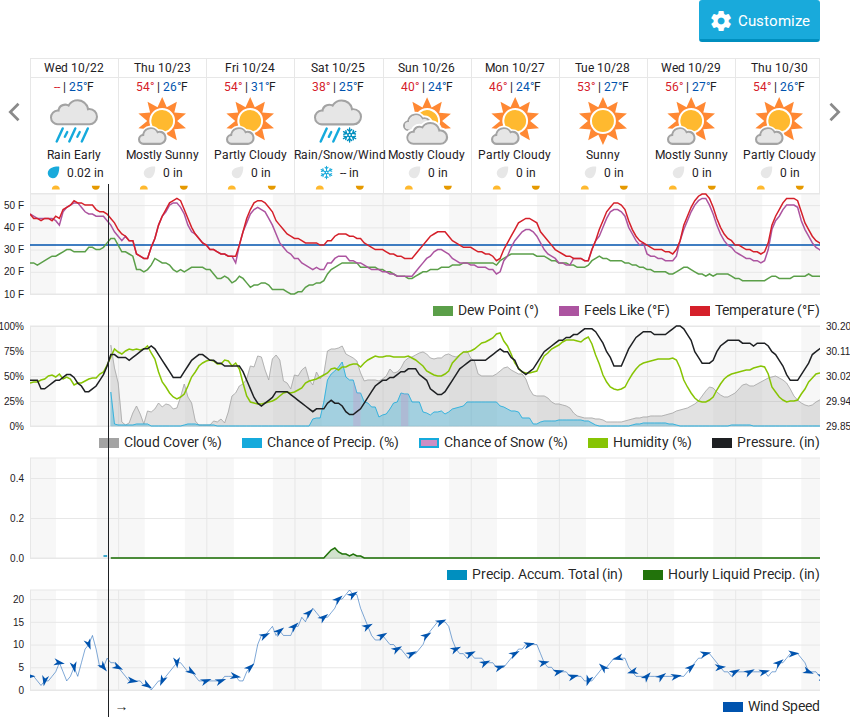 Customize
Wed 10/22 Thu 10/23 Fri 10/24 Sat 10/25 Sun 10/26 Mon 10/27 Tue 10/28 Wed 10/29 Thu 10/30
-- | 25°F 54° | 26°F 54° | 31°F 38° | 25°F 40° | 24°F 46° | 24°F 53° | 27°F 56° | 27°F 54° | 26°F
Rain Early Mostly Sunny Partly Cloudy Rain/Snow/Wind Mostly Cloudy Partly Cloudy Sunny Mostly Sunny Partly Cloudy
0.02 in 0 in 0 in -- in 0 in 0 in 0 in 0 in 0 in
50 F
40 F
30 F
20 F
10 F
Dew Point (°) Feels Like (°F) Temperature (°F)
100% 30.20
75% 30.11
50% 30.02
25% 29.94
0% 29.85
Cloud Cover (%) Chance of Precip. (%) Chance of Snow (%) Humidity (%) Pressure. (in)
0.4
0.2
0.0
Precip. Accum. Total (in) Hourly Liquid Precip. (in)
20
15
10
5
0
→
Wind Speed